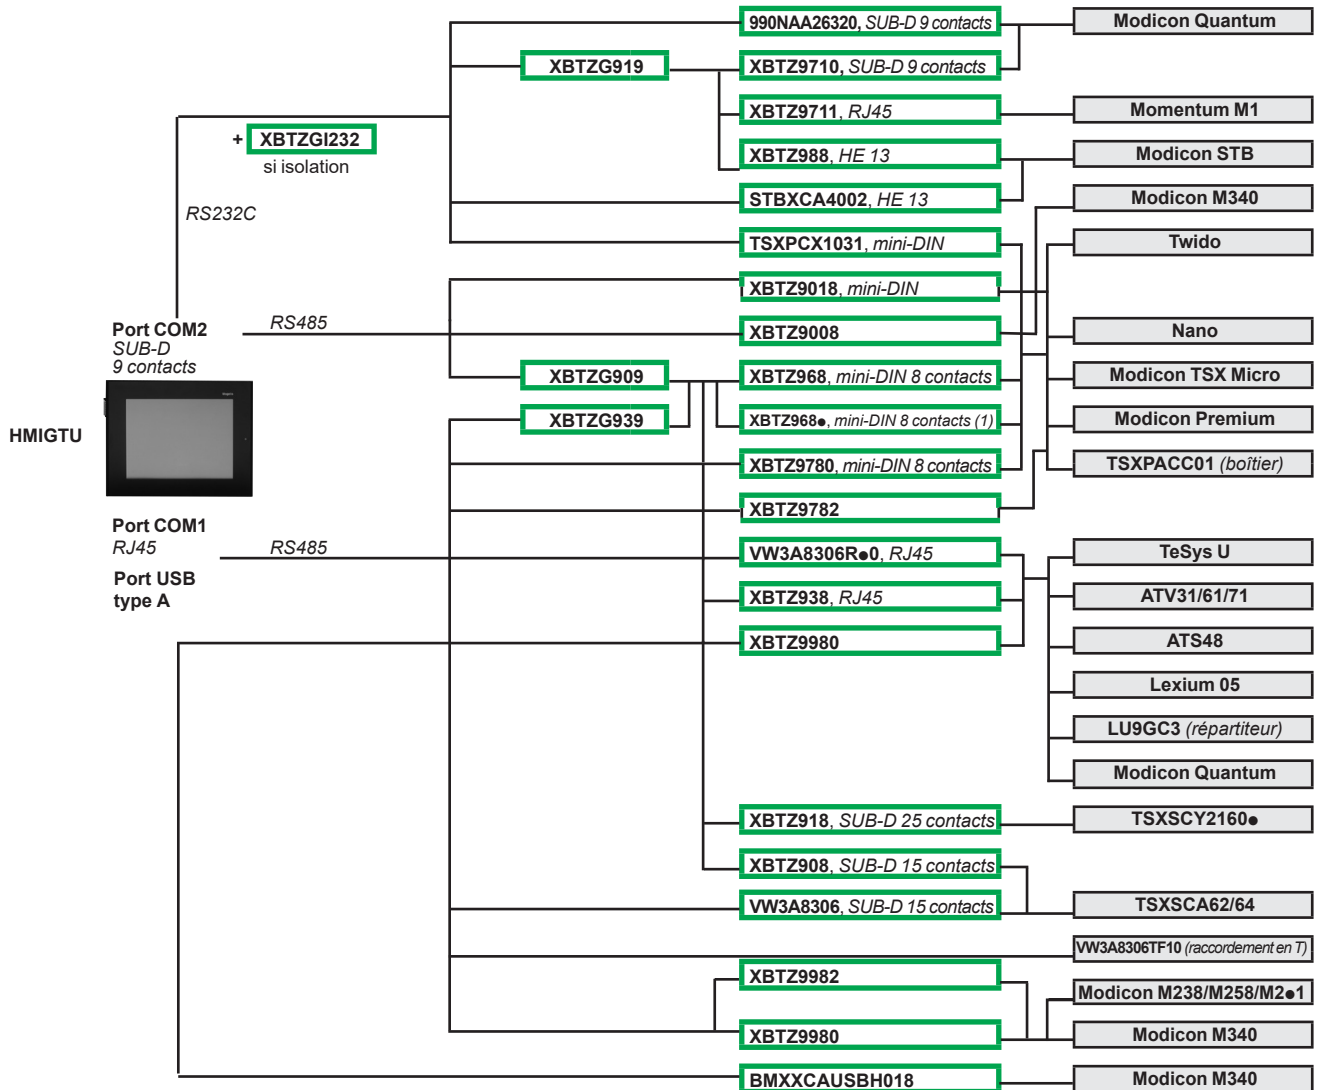 990NAA26320, SUB-D 9 contacts
Modicon Quantum
XBTZG919
XBTZ9710, SUB-D 9 contacts
XBTZ9711, RJ45
Momentum M1
+ XBTZGI232
si isolation
XBTZ988, HE 13
Modicon STB
RS232C
STBXCA4002, HE 13
Modicon M340
TSXPCX1031, mini-DIN
Twido
XBTZ9018, mini-DIN
Port COM2
SUB-D
9 contacts
RS485
XBTZ9008
Nano
XBTZG909
XBTZ968, mini-DIN 8 contacts
Modicon TSX Micro
HMIGTU
XBTZG939
XBTZ968●, mini-DIN 8 contacts (1)
Modicon Premium
XBTZ9780, mini-DIN 8 contacts
TSXPACC01 (boîtier)
XBTZ9782
Port COM1
RJ45
RS485
VW3A8306R●0, RJ45
TeSys U
Port USB
type A
XBTZ938, RJ45
ATV31/61/71
XBTZ9980
ATS48
Lexium 05
LU9GC3 (répartiteur)
Modicon Quantum
XBTZ918, SUB-D 25 contacts
TSXSCY2160●
XBTZ908, SUB-D 15 contacts
VW3A8306, SUB-D 15 contacts
TSXSCA62/64
VW3A8306TF10 (raccordement en T)
XBTZ9982
Modicon M238/M258/M2●1
XBTZ9980
Modicon M340
BMXXCAUSBH018
Modicon M340